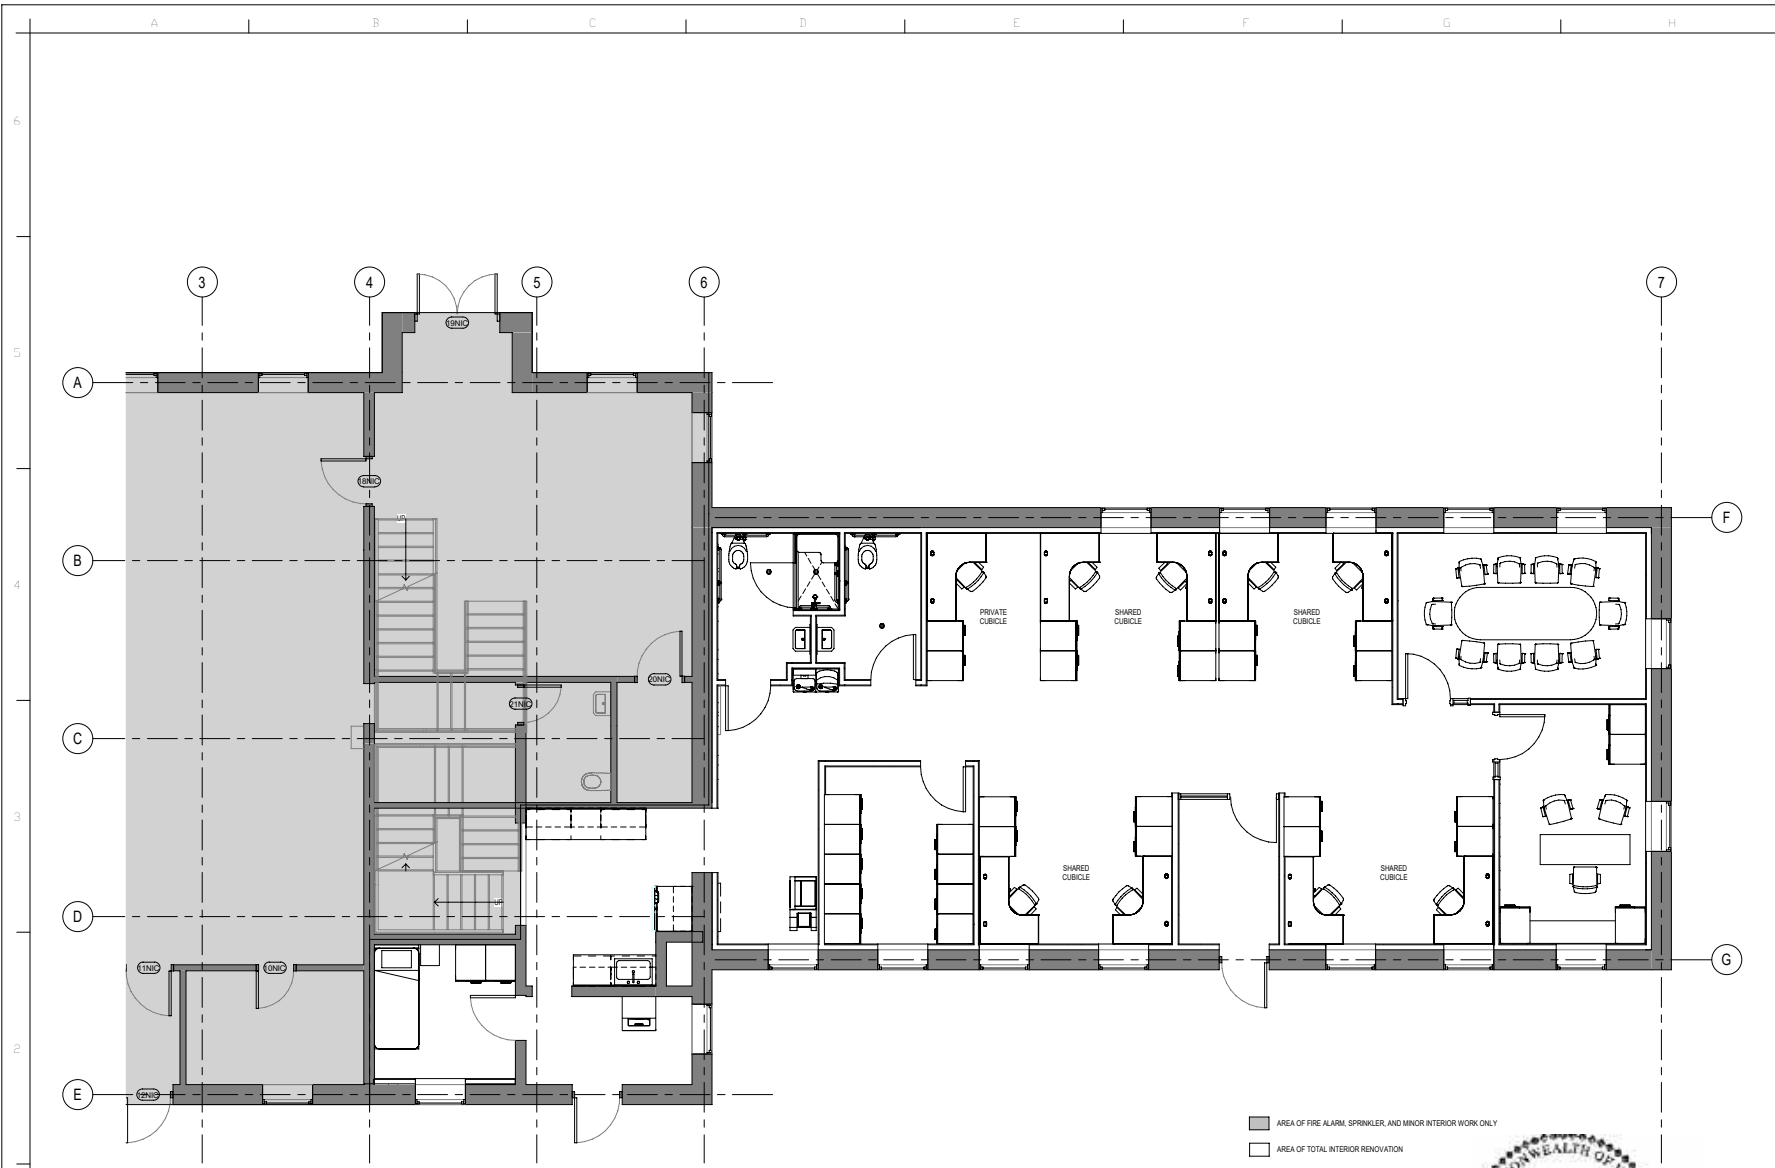 A B C D E F G H
6
3 4 5 6 7
19NIC
5
A
18NIC
UP
F
B
4
PRIVATE
CUBICLE
SHARED
CUBICLE
SHARED
CUBICLE
20NIC
21NIC
C
3
SHARED
CUBICLE
SHARED
CUBICLE
UP
D
11NIC
10NIC
G
2
E
12NIC
AREA OF FIRE ALARM, SPRINKLER, AND MINOR INTERIOR WORK ONLY
AREA OF TOTAL INTERIOR RENOVATION
WEALTH OF